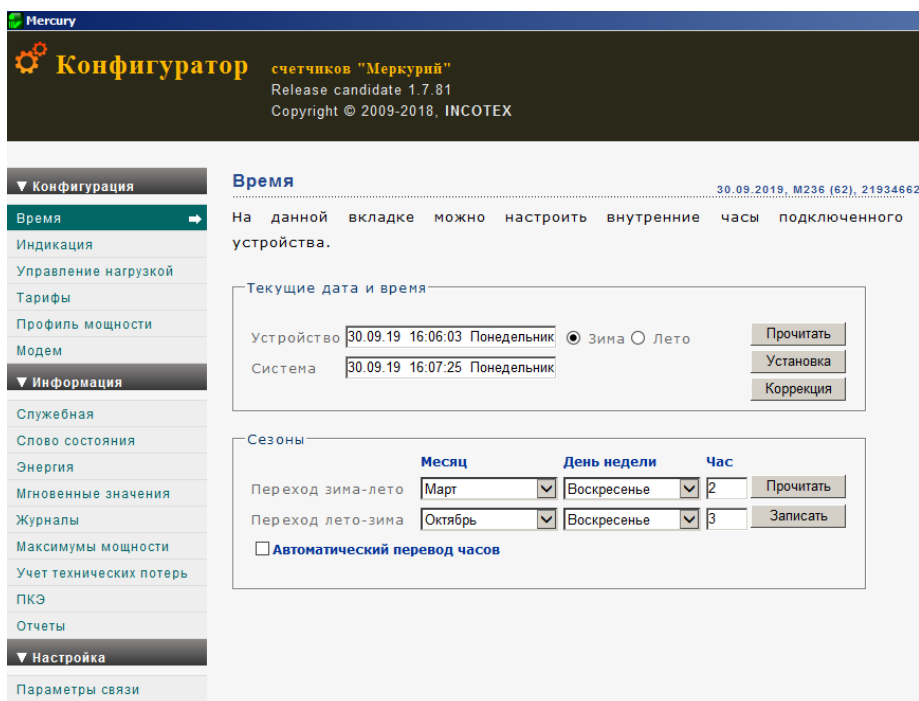 Mercury
Конфигуратор счетчиков "Меркурий"
Release candidate 1.7.81
Copyright © 2009-2018, INCOTEX
▼ Конфигурация
Время
Индикация
Управление нагрузкой
Тарифы
Профиль мощности
Модем
▼ Информация
Служебная
Слово состояния
Энергия
Мгновенные значения
Журналы
Максимумы мощности
Учет технических потерь
ПКЭ
Отчеты
▼ Настройка
Параметры связи
Время
30.09.2019, М236 (62), 21934662
На данной вкладке можно настроить внутренние часы подключенного
устройства.
Текущие дата и время
Устройство 30.09.19 16:06:03 Понедельник Зима Лето Прочитать
Система 30.09.19 16:07:25 Понедельник Установка
Коррекция
Сезоны
Месяц День недели Час
Переход зима-лето Март Воскресенье 2 Прочитать
Переход лето-зима Октябрь Воскресенье 3 Записать
Автоматический перевод часов